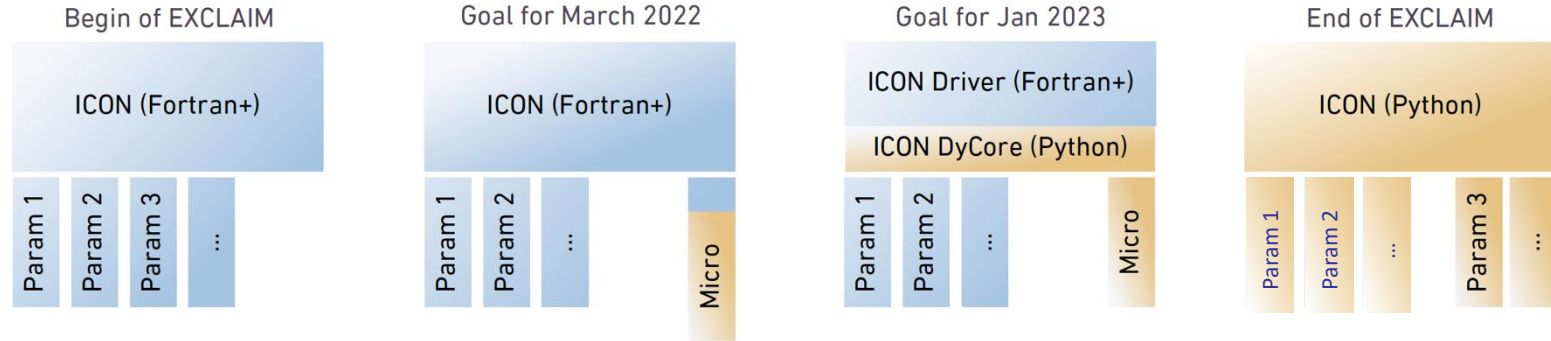 Begin of EXCLAIM
Goal for March 2022
Goal for Jan 2023
End of EXCLAIM
ICON (Fortran+)
ICON (Fortran+)
ICON Driver (Fortran+)
ICON DyCore (Python)
ICON (Python)
Param 1
Param 2
Param 3
...
Param 1
Param 2
...
Micro
Param 1
Param 2
...
Micro
Param 1
Param 2
...
Param 3
...